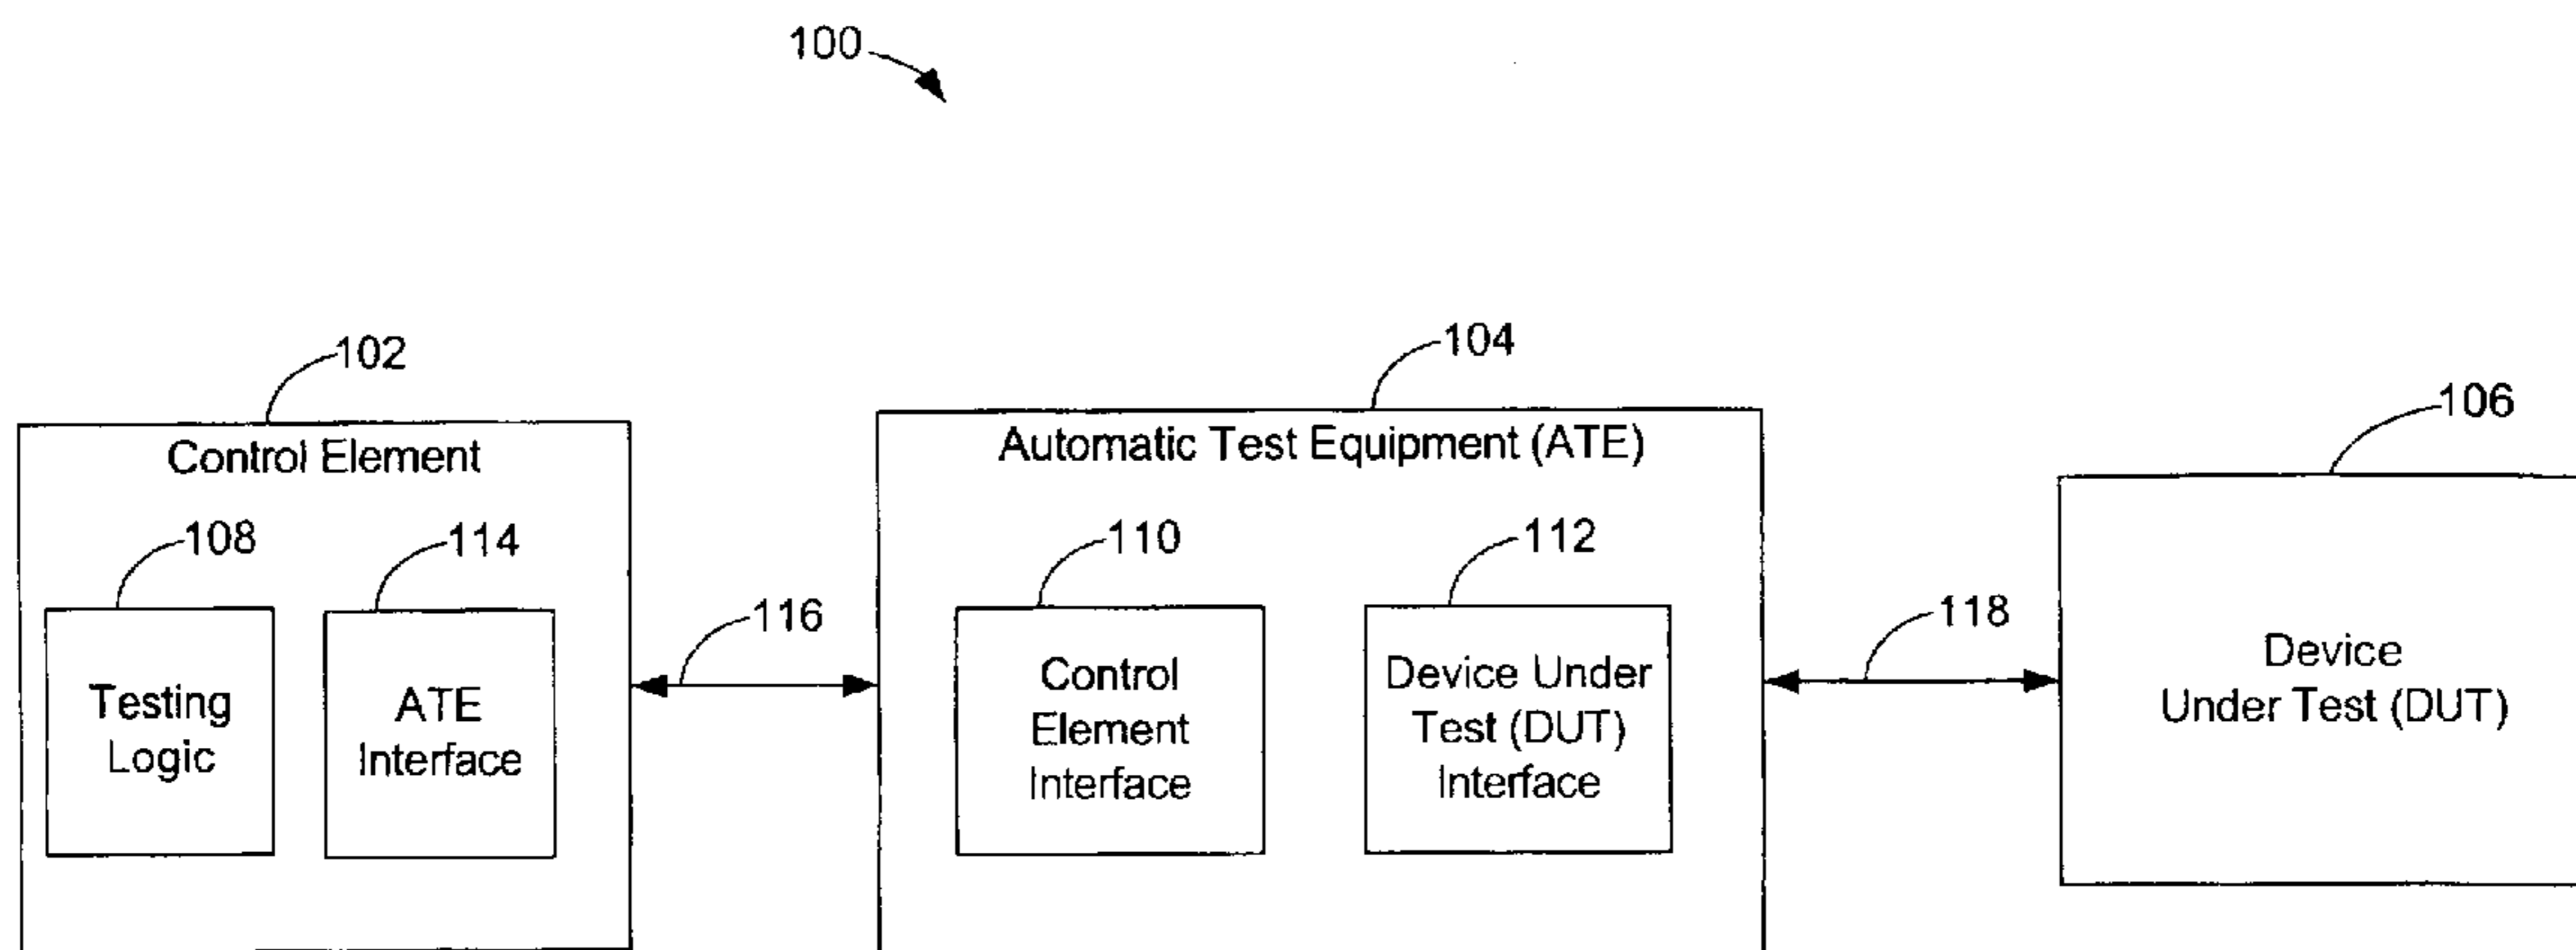 100
102
104
106
Control Element
Automatic Test Equipment (ATE)
108
114
110
112
116
118
Testing
Logic
ATE
Interface
Control
Element
Interface
Device Under
Test (DUT)
Interface
Device
Under Test (DUT)